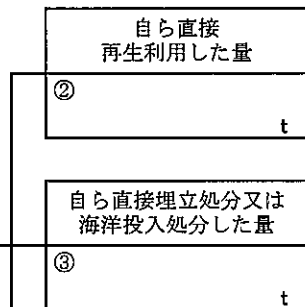 自ら直接
再生利用した量
②
t
自ら直接埋立処分又は
海洋投入処分した量
③
t